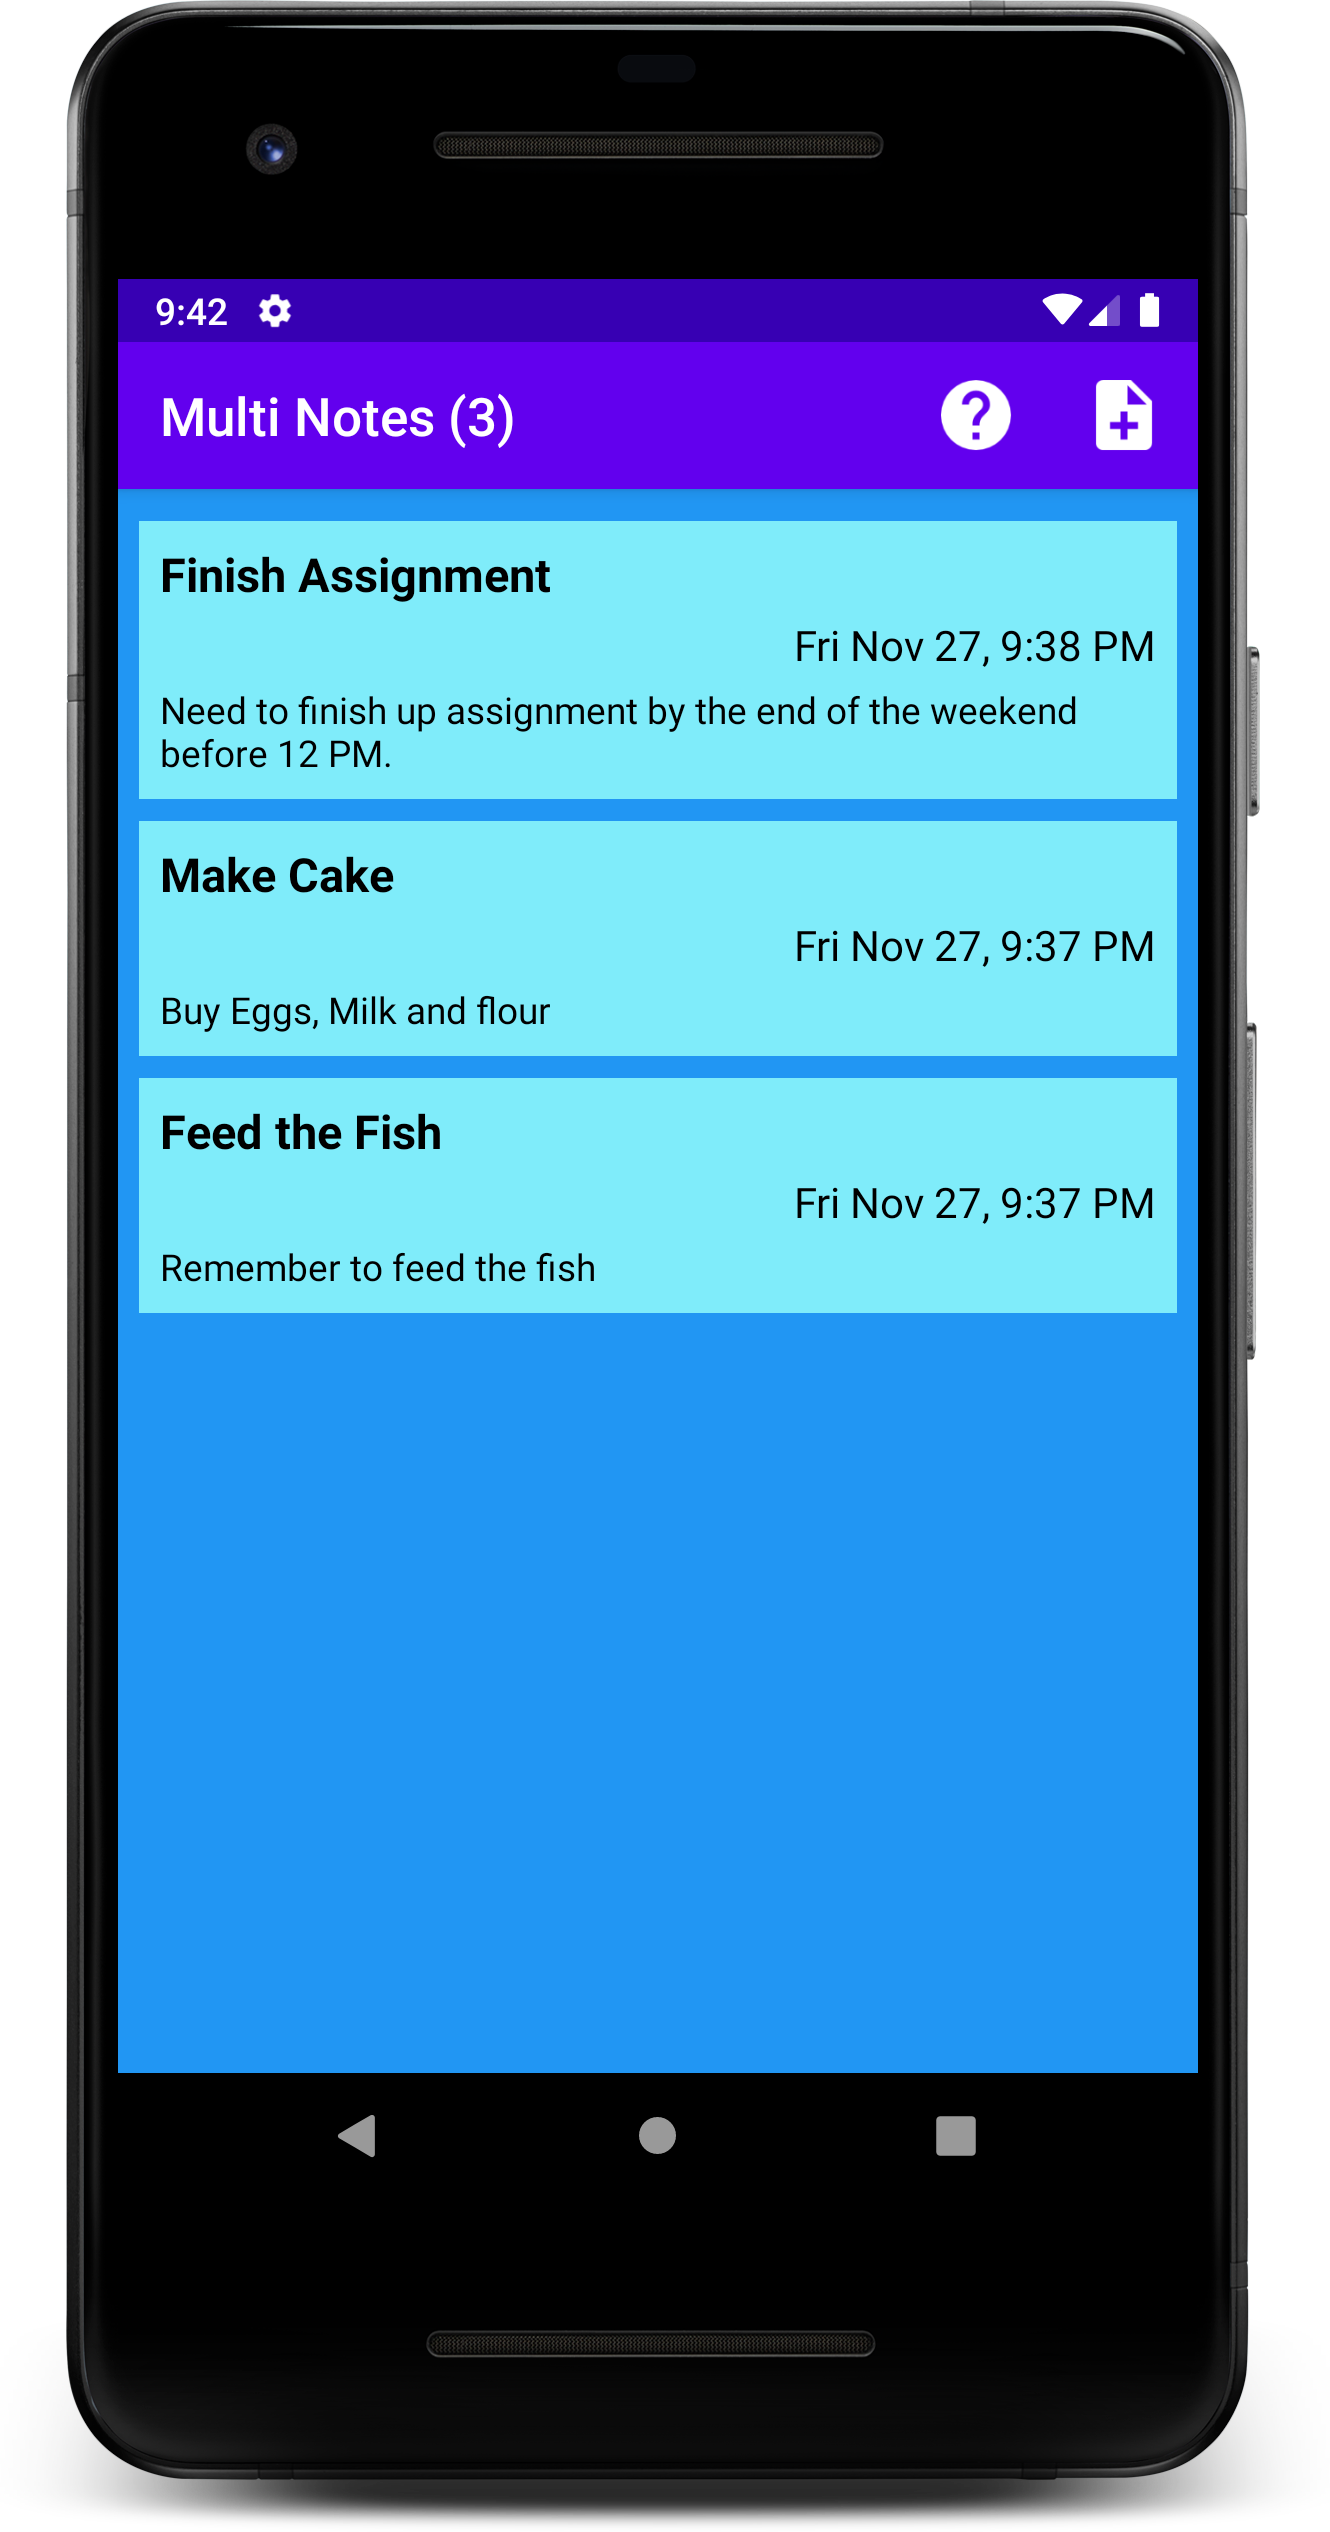 9:42
Multi Notes (3)
Finish Assignment
Fri Nov 27, 9:38 PM
Need to finish up assignment by the end of the weekend
before 12 PM.
Make Cake
Fri Nov 27, 9:37 PM
Buy Eggs, Milk and flour
Feed the Fish
Fri Nov 27, 9:37 PM
Remember to feed the fish